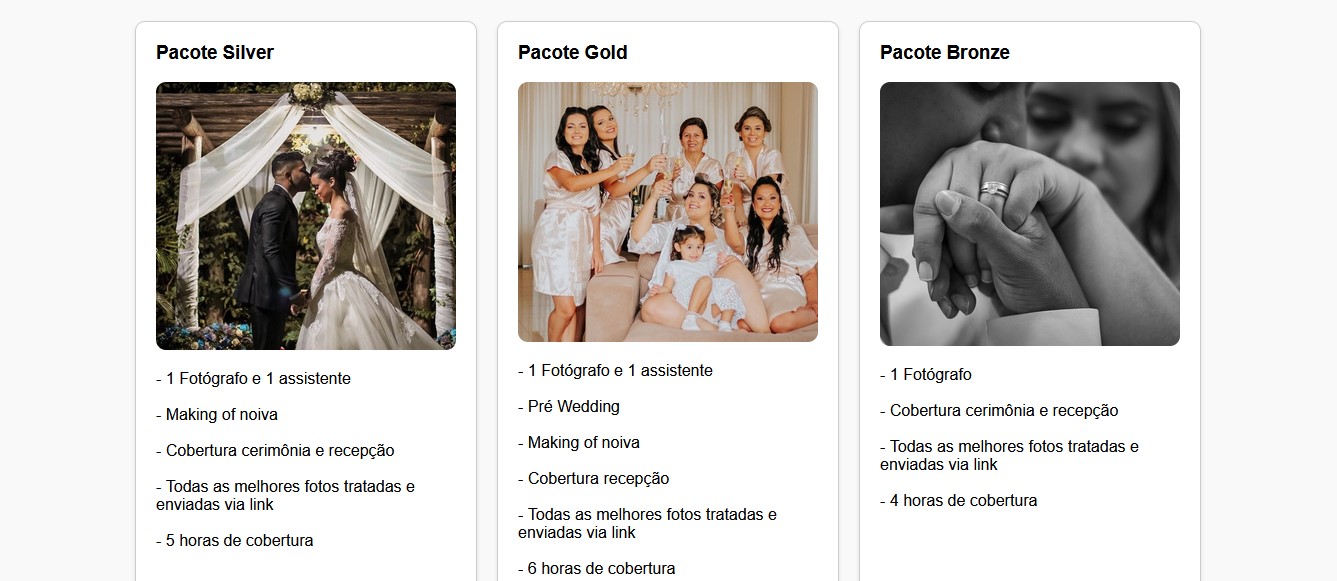 Pacote Silver
- 1 Fotógrafo e 1 assistente
- Making of noiva
- Cobertura cerimônia e recepção
- Todas as melhores fotos tratadas e
enviadas via link
- 5 horas de cobertura
Pacote Gold
- 1 Fotógrafo e 1 assistente
- Pré Wedding
- Making of noiva
- Cobertura recepção
- Todas as melhores fotos tratadas e
enviadas via link
- 6 horas de cobertura
Pacote Bronze
- 1 Fotógrafo
- Cobertura cerimônia e recepção
- Todas as melhores fotos tratadas e
enviadas via link
- 4 horas de cobertura